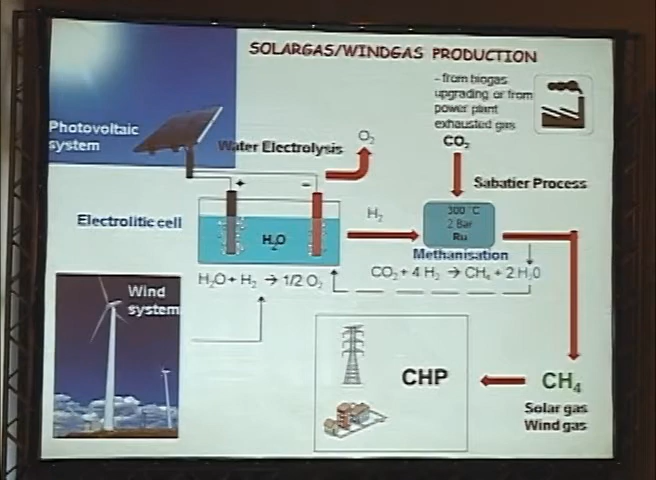 SOLARGAS/WINDGAS PRODUCTION
- from biogas
upgrading or from
power plant
exhausted gas
CO₂
Photovoltaic
system
Water Electrolysis
O₂
Sabatier Process
+
–
Electrolitic cell
H₂O
H₂
300 °C
2 Bar
Ru
Methanisation
H₂O + H₂ → 1/2 O₂
CO₂ + 4 H₂ → CH₄ + 2 H₂0
Wind
system
CHP
CH₄
Solar gas
Wind gas